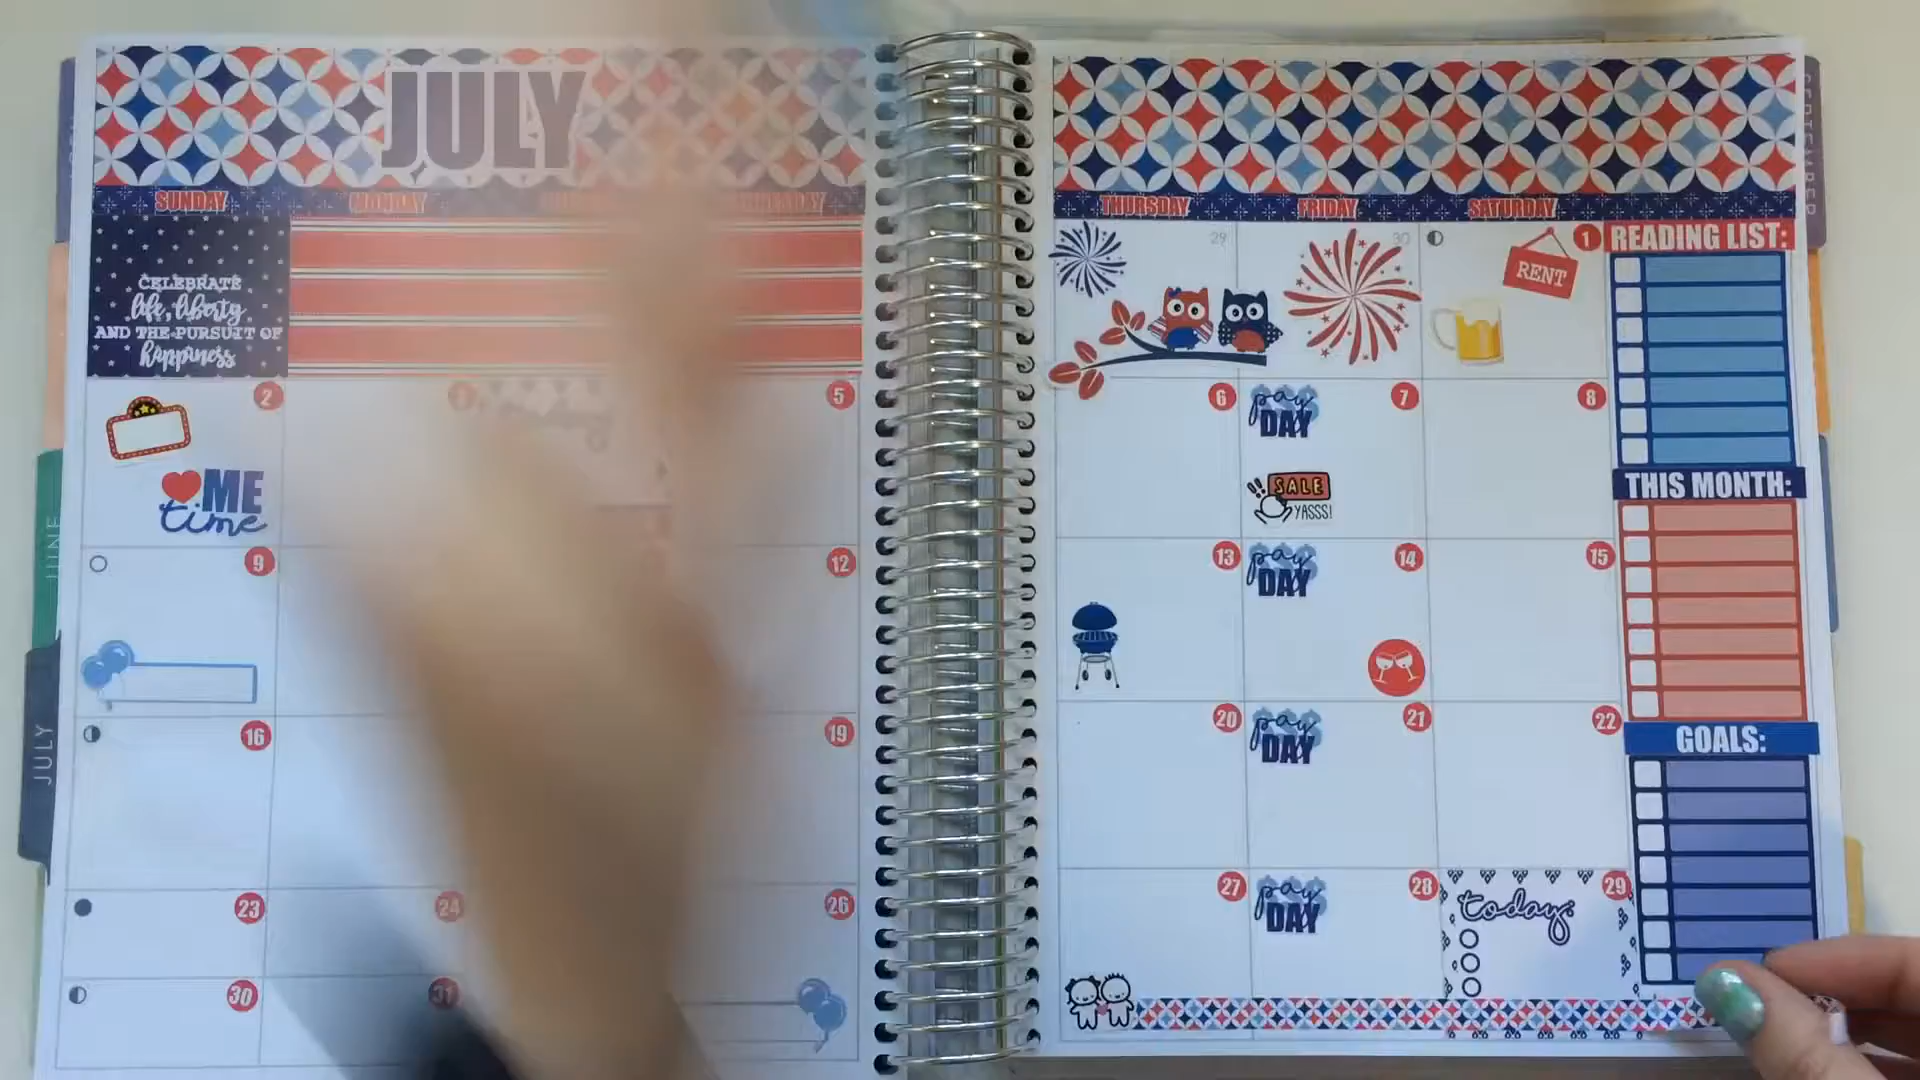 JULY
SUNDAY
MONDAY
CELEBRATE
life, liberty
AND THE PURSUIT OF
happiness
2
5
ME
time
9
12
16
19
23
24
26
30
31
JUNE
JULY
THURSDAY
FRIDAY
SATURDAY
29
30
1
RENT
6
pay
DAY
7
8
!! SALE
YASSS!
13
pay
DAY
14
15
20
pay
DAY
21
22
27
pay
DAY
28
29
today:
READING LIST:
THIS MONTH:
GOALS:
SEPTEMBER